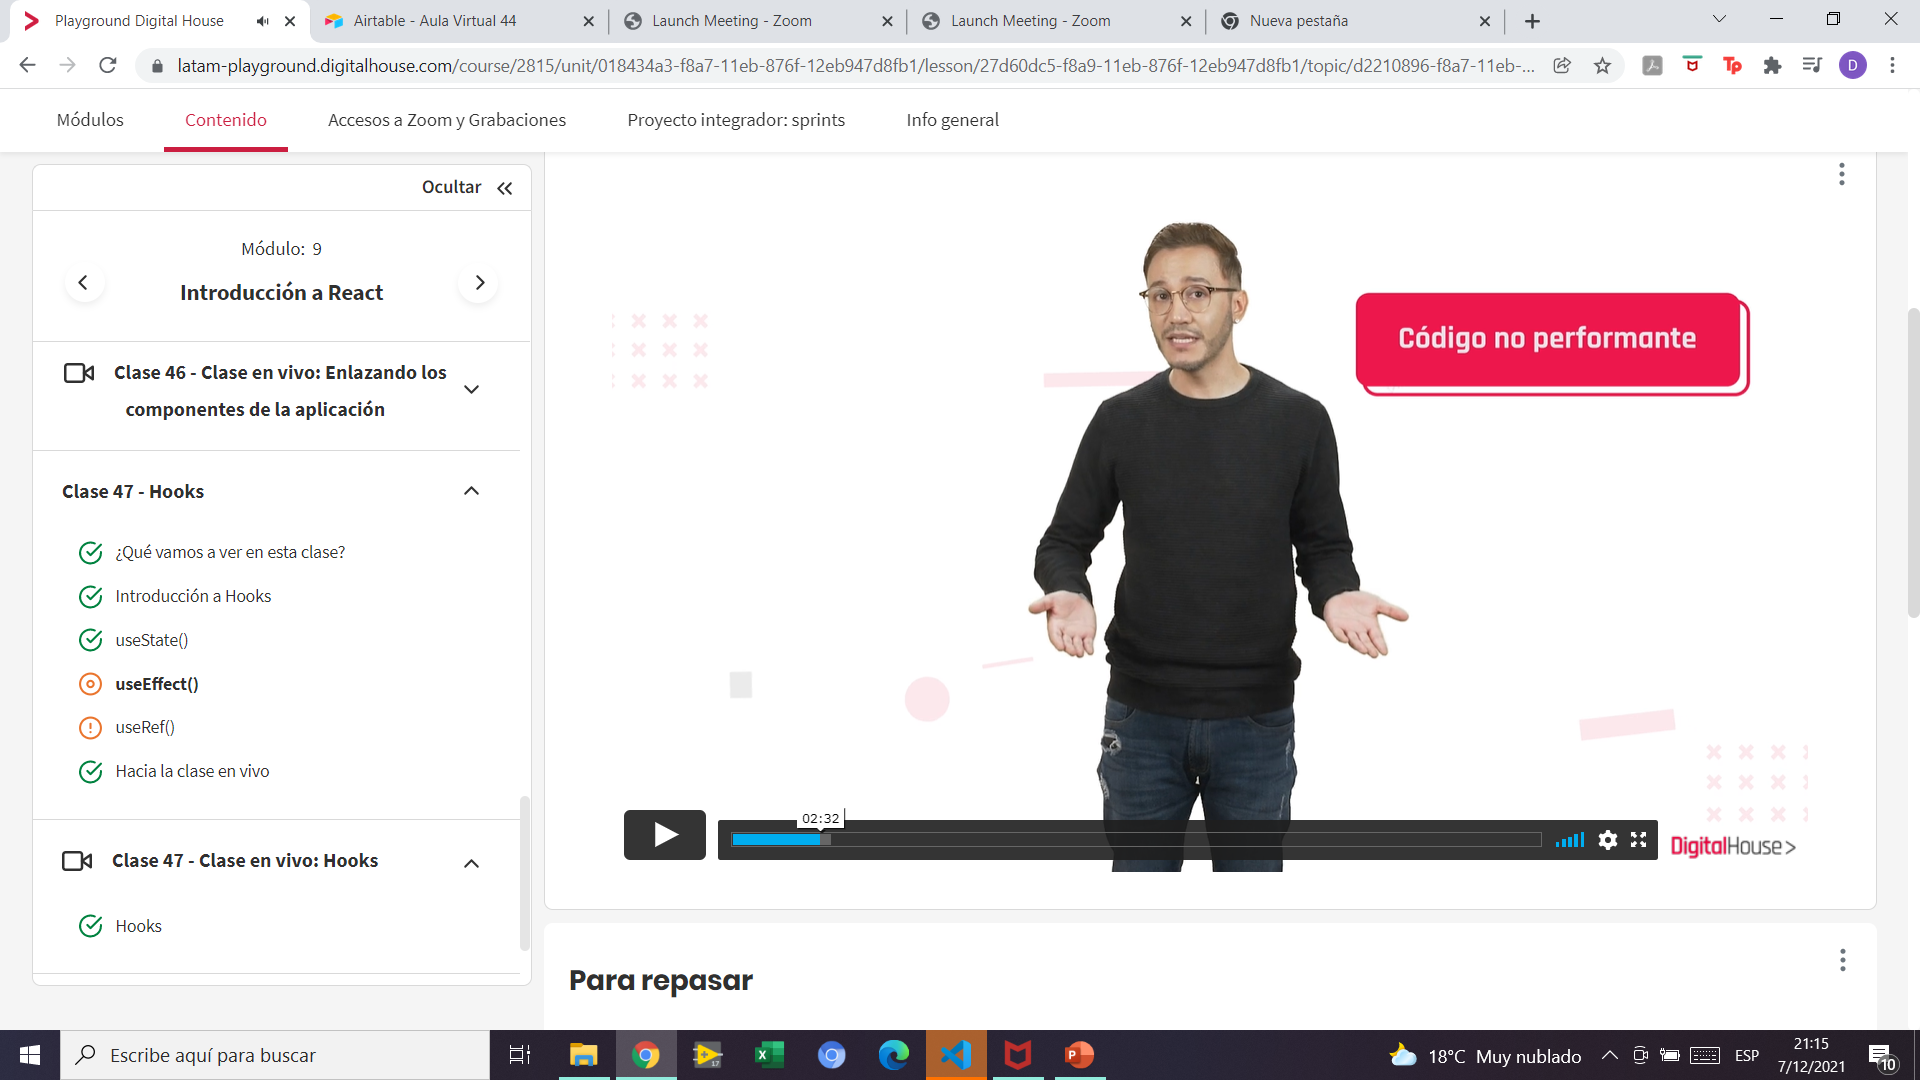 Playground Digital House
Airtable - Aula Virtual 44
Launch Meeting - Zoom
Launch Meeting - Zoom
Nueva pestaña
latam-playground.digitalhouse.com/course/2815/unit/018434a3-f8a7-11eb-876f-12eb947d8fb1/lesson/27d60dc5-f8a9-11eb-876f-12eb947d8fb1/topic/d2210896-f8a7-11eb-...
Tp
D
Módulos
Contenido
Accesos a Zoom y Grabaciones
Proyecto integrador: sprints
Info general
Ocultar
Módulo: 9
Introducción a React
Clase 46 - Clase en vivo: Enlazando los
componentes de la aplicación
Clase 47 - Hooks
¿Qué vamos a ver en esta clase?
Introducción a Hooks
useState()
useEffect()
useRef()
Hacia la clase en vivo
Clase 47 - Clase en vivo: Hooks
Hooks
Código no performante
02:32
DigitalHouse>
Para repasar
Escribe aquí para buscar
17
18°C Muy nublado
ESP
21:15
7/12/2021
10